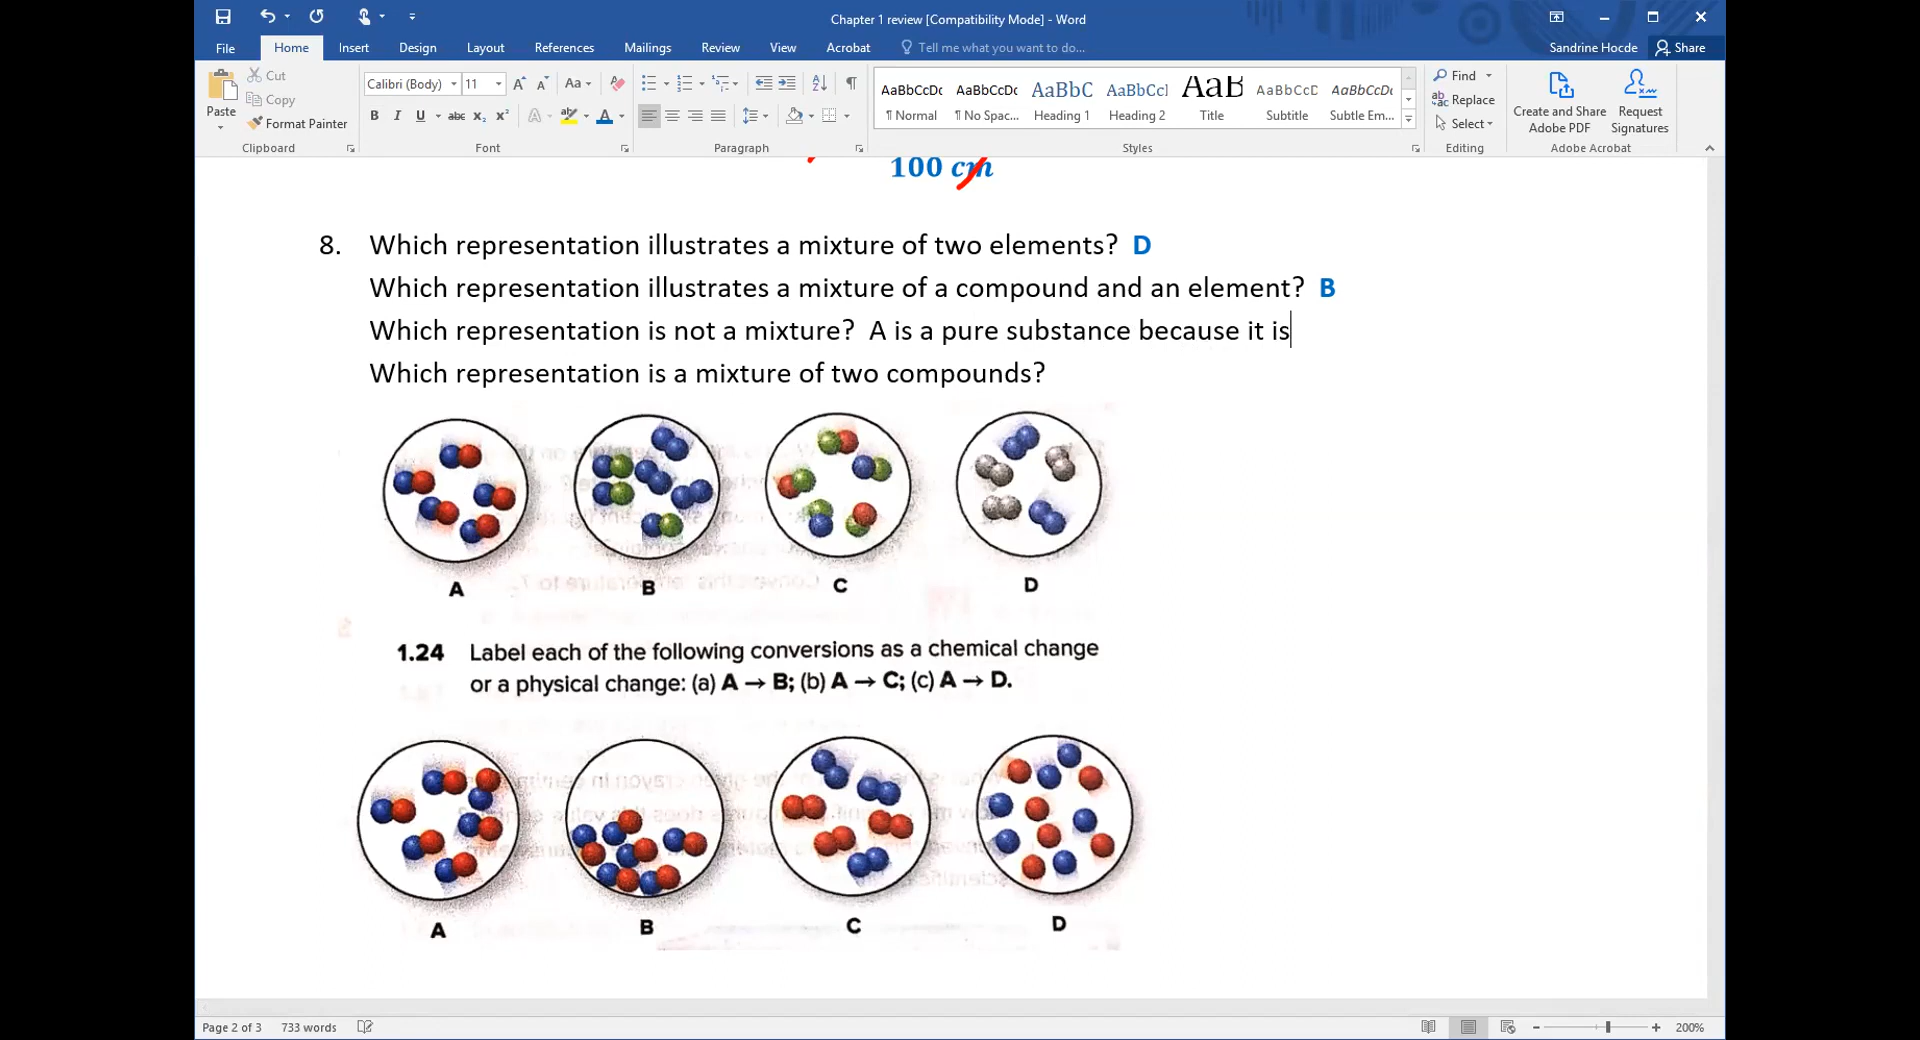 Chapter 1 review [Compatibility Mode] - Word
File Home Insert Design Layout References Mailings Review View Acrobat Tell me what you want to do... Sandrine Hocde Share
Paste
Cut
Copy
Format Painter
Clipboard
Calibri (Body) 11
Font
Paragraph
AaBbCcDc AaBbCcDc AaBbC AaBbCcl AaB AaBbCcD AaBbCcDc
¶ Normal ¶ No Spac... Heading 1 Heading 2 Title Subtitle Subtle Em...
Styles
Find
Replace
Select
Editing
Create and Share Adobe PDF
Request Signatures
Adobe Acrobat
100 cm
8. Which representation illustrates a mixture of two elements? D
Which representation illustrates a mixture of a compound and an element? B
Which representation is not a mixture? A is a pure substance because it is
Which representation is a mixture of two compounds?
A B C D
1.24 Label each of the following conversions as a chemical change
or a physical change: (a) A → B; (b) A → C; (c) A → D.
A B C D
Page 2 of 3 733 words 200%